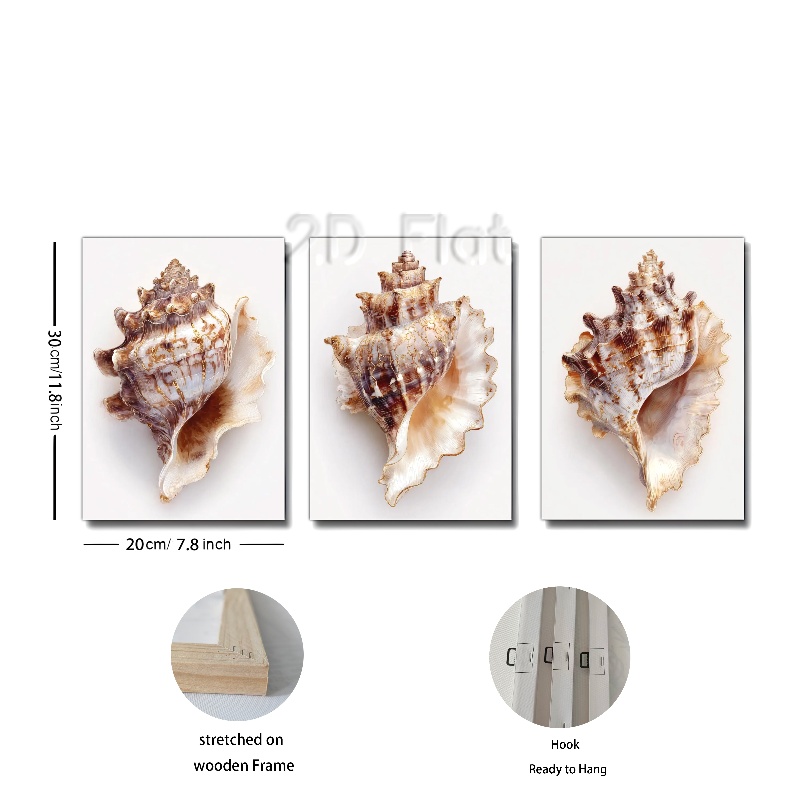 2D Flat
30cm/11.8inch
20cm/ 7.8 inch
stretched on
wooden Frame
Hook
Ready to Hang